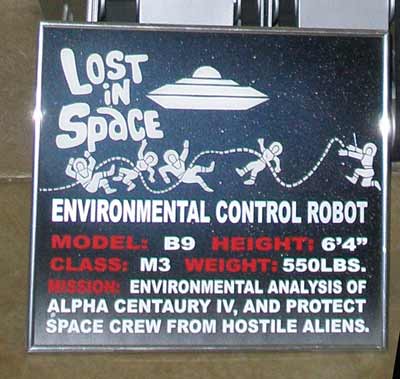 LOST
IN
SPACE
ENVIRONMENTAL CONTROL ROBOT
MODEL: B9 HEIGHT: 6'4"
CLASS: M3 WEIGHT: 550LBS.
MISSION: ENVIRONMENTAL ANALYSIS OF
ALPHA CENTAURY IV, AND PROTECT
SPACE CREW FROM HOSTILE ALIENS.